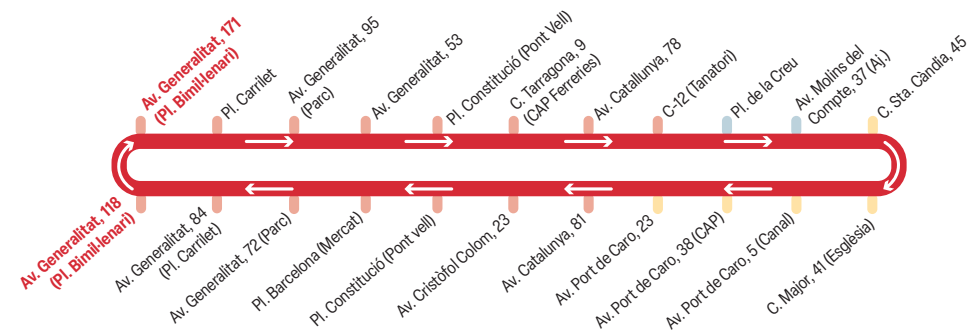 Av. Generalitat, 171
(Pl. Bimil·lenari)
Pl. Carrilet
Av. Generalitat, 95
(Parc)
Av. Generalitat, 53
Pl. Constitució (Pont Vell)
C. Tarragona, 9
(CAP Ferreries)
Av. Catallunya, 78
C-12 (Tanatori)
Pl. de la Creu
Av. Molins del
Compte, 37 (Aj.)
C. Sta. Càndia, 45
Av. Generalitat, 118
(Pl. Bimil·lenari)
Av. Generalitat, 84
(Pl. Carrilet)
Av. Generalitat, 72 (Parc)
Pl. Barcelona (Mercat)
Pl. Constitució (Pont vell)
Av. Cristòfol Colom, 23
Av. Catalunya, 81
Av. Port de Caro, 23
Av. Port de Caro, 38 (CAP)
Av. Port de Caro, 5 (Canal)
C. Major, 41 (Esglèsia)